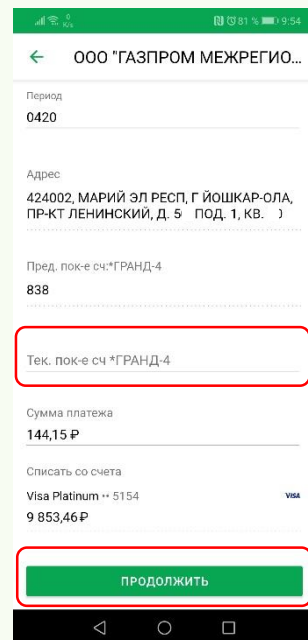 0 K/s 81 % 9:54
ООО "ГАЗПРОМ МЕЖРЕГИО...
Период
0420
Адрес
424002, МАРИЙ ЭЛ РЕСП, Г ЙОШКАР-ОЛА,
ПР-КТ ЛЕНИНСКИЙ, Д. 5 ПОД. 1, КВ.
Пред. пок-е сч:*ГРАНД-4
838
Тек. пок-е сч *ГРАНД-4
Сумма платежа
144,15 ₽
Списать со счета
Visa Platinum •• 5154 VISA
9 853,46 ₽
ПРОДОЛЖИТЬ